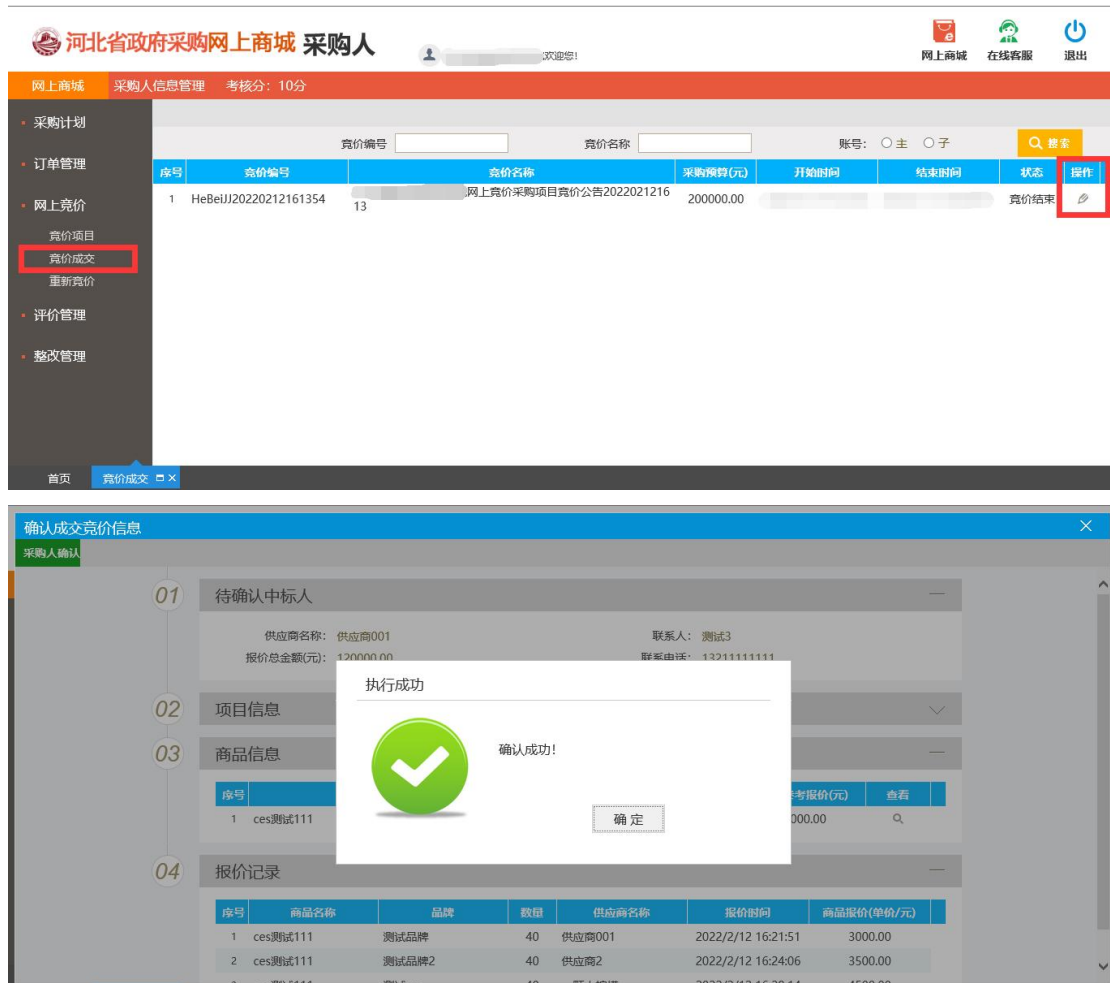 河北省政府采购网上商城 采购人
欢迎您!
网上商城 在线客服 退出
网上商城 采购人信息管理 考核分: 10分
采购计划
订单管理
网上竞价
竞价项目
竞价成交
重新竞价
评价管理
整改管理
竞价编号 竞价名称 账号: 主 子 搜索
序号 竞价编号 竞价名称 采购预算(元) 开始时间 结束时间 状态 操作
1 HeBeiJJ20220212161354 网上竞价采购项目竞价公告2022021216
13 200000.00 竞价结束
首页 竞价成交
确认成交竞价信息
采购人确认
01 待确认中标人
供应商名称: 供应商001 联系人: 测试3
报价总金额(元): 120000.00 联系电话: 13211111111
执行成功
确认成功!
确定
02 项目信息
03 商品信息
序号 参考报价(元) 查看
1 ces测试111 000.00
04 报价记录
序号 商品名称 品牌 数量 供应商名称 报价时间 商品报价(单价/元)
1 ces测试111 测试品牌 40 供应商001 2022/2/12 16:21:51 3000.00
2 ces测试111 测试品牌2 40 供应商2 2022/2/12 16:24:06 3500.00